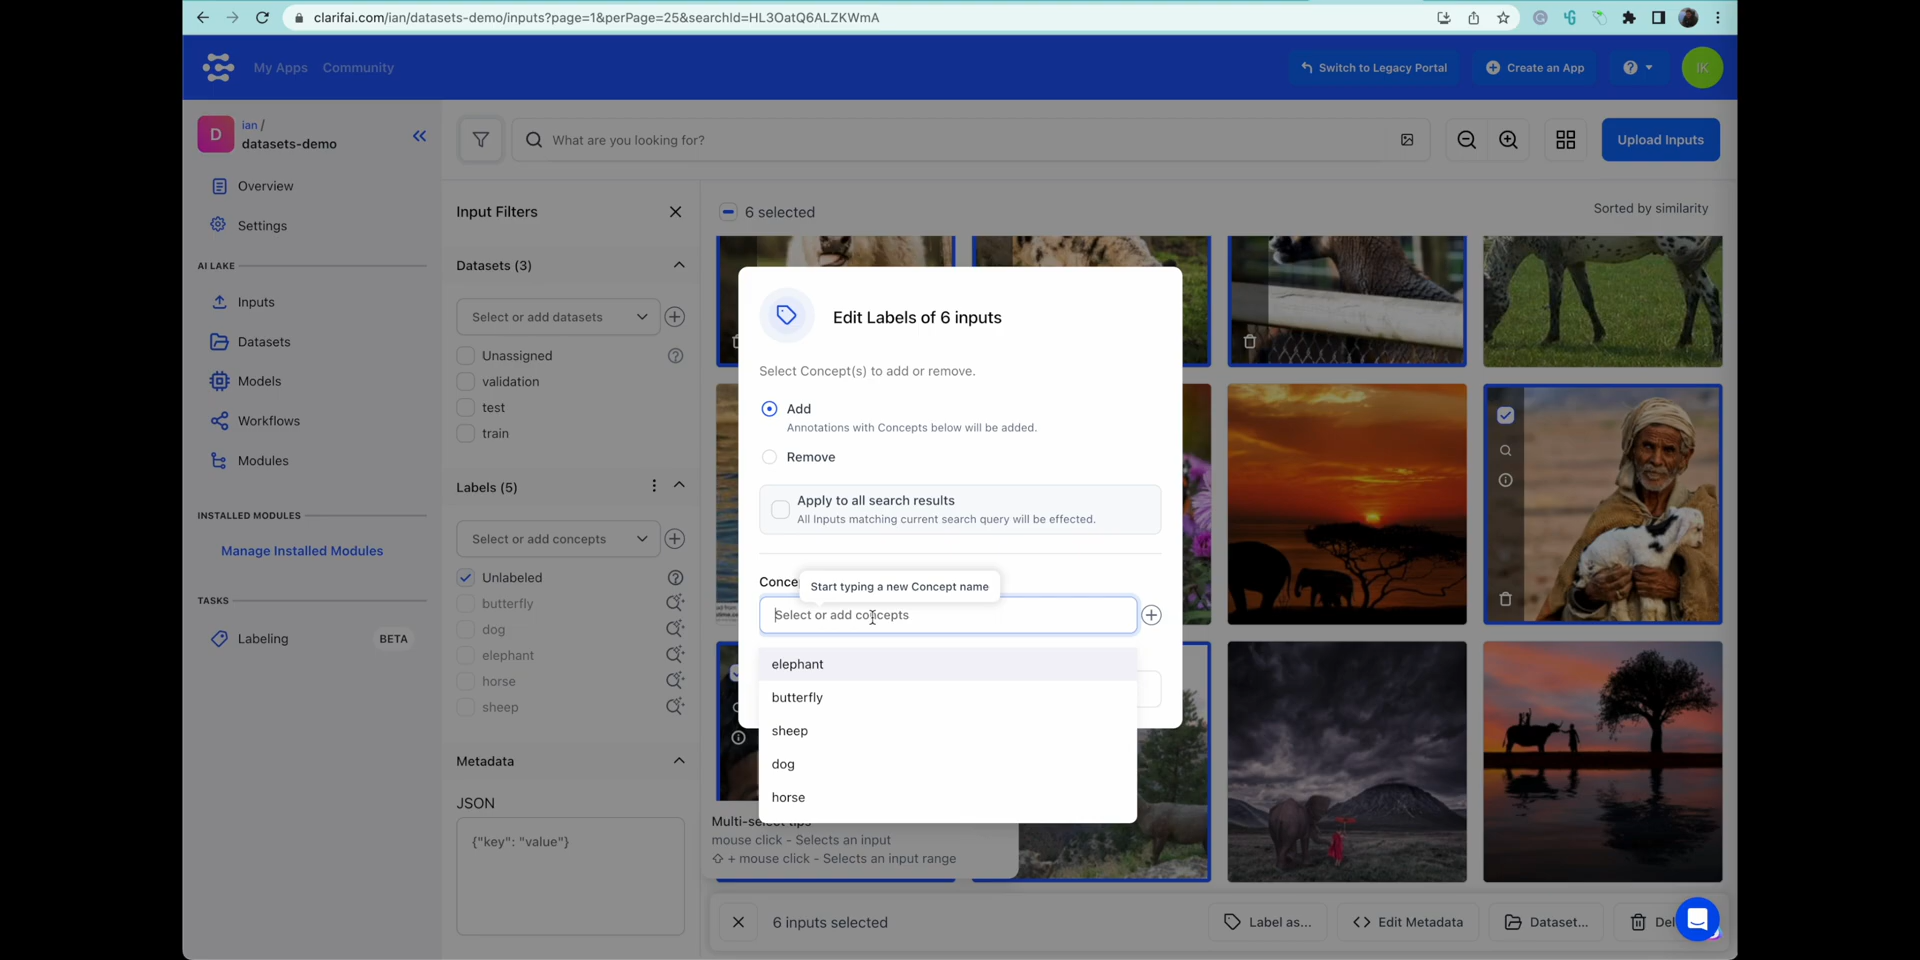 clarifai.com/ian/datasets-demo/inputs?page=1&perPage=25&searchId=HL3OatQ6ALZKWmA
My Apps
Community
Switch to Legacy Portal
Create an App
IK
D
ian /
datasets-demo
What are you looking for?
Upload Inputs
Overview
Settings
AI LAKE
Inputs
Datasets
Models
Workflows
Modules
INSTALLED MODULES
Manage Installed Modules
TASKS
Labeling
BETA
Input Filters
Datasets (3)
Select or add datasets
Unassigned
validation
test
train
Labels (5)
Select or add concepts
Unlabeled
butterfly
dog
elephant
horse
sheep
Metadata
JSON
{"key": "value"}
6 selected
Sorted by similarity
Edit Labels of 6 inputs
Select Concept(s) to add or remove.
Add
Annotations with Concepts below will be added.
Remove
Apply to all search results
All Inputs matching current search query will be effected.
Conce
Start typing a new Concept name
Select or add concepts
elephant
butterfly
sheep
dog
horse
Multi-select tips
mouse click - Selects an input
⇧ + mouse click - Selects an input range
6 inputs selected
Label as...
Edit Metadata
Dataset...
Del